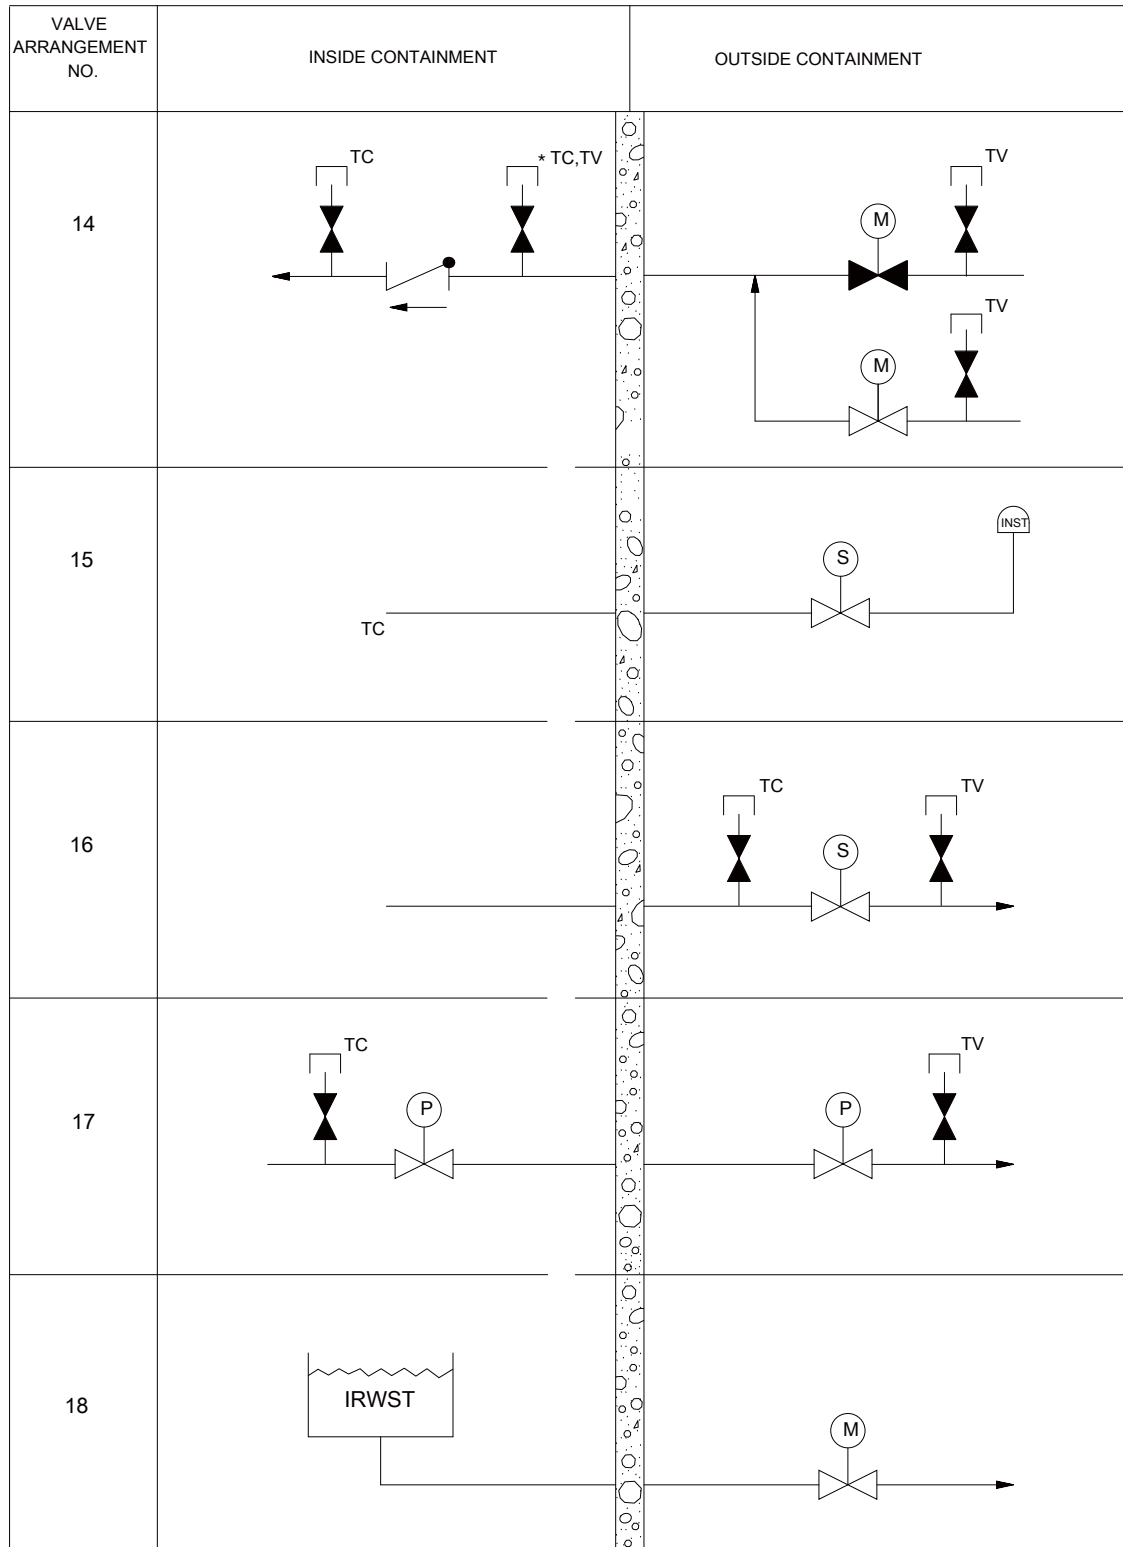 VALVE
ARRANGEMENT
NO.
INSIDE CONTAINMENT
OUTSIDE CONTAINMENT
14
TC
* TC,TV
M
TV
M
TV
15
TC
S
INST
16
TC
S
TV
17
TC
P
P
TV
18
IRWST
M